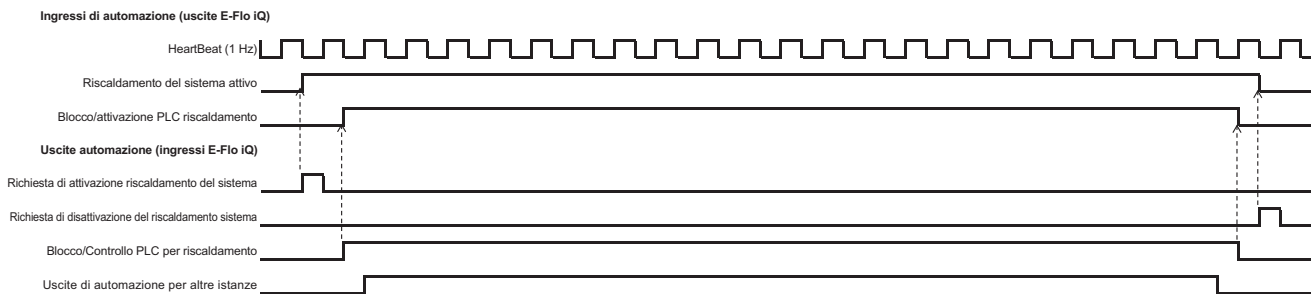 Ingressi di automazione (uscite E-Flo iQ)
HeartBeat (1 Hz)
Riscaldamento del sistema attivo
Blocco/attivazione PLC riscaldamento
Uscite automazione (ingressi E-Flo iQ)
Richiesta di attivazione riscaldamento del sistema
Richiesta di disattivazione del riscaldamento sistema
Blocco/Controllo PLC per riscaldamento
Uscite di automazione per altre istanze